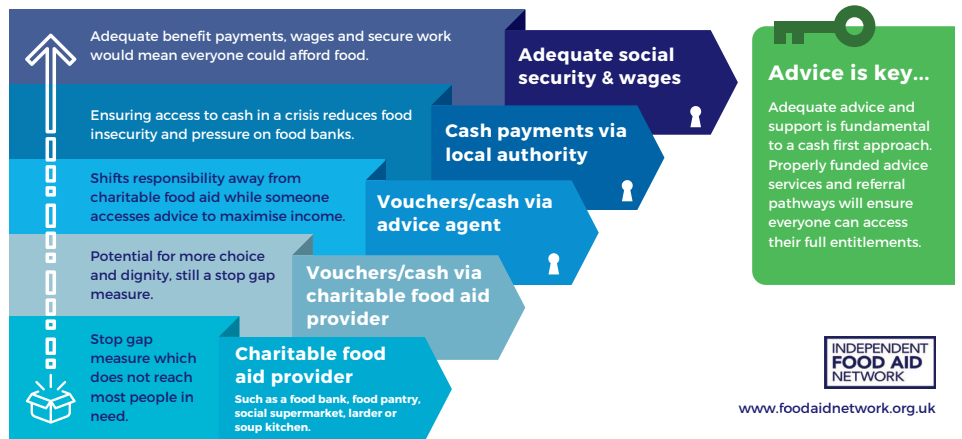 Adequate benefit payments, wages and secure work
would mean everyone could afford food.
Adequate social
security & wages
Ensuring access to cash in a crisis reduces food
insecurity and pressure on food banks.
Cash payments via
local authority
Shifts responsibility away from
charitable food aid while someone
accesses advice to maximise income.
Vouchers/cash via
advice agent
Potential for more choice
and dignity, still a stop gap
measure.
Vouchers/cash via
charitable food aid
provider
Stop gap
measure which
does not reach
most people in
need.
Charitable food
aid provider
Such as a food bank, food pantry,
social supermarket, larder or
soup kitchen.
Advice is key...
Adequate advice and
support is fundamental
to a cash first approach.
Properly funded advice
services and referral
pathways will ensure
everyone can access
their full entitlements.
INDEPENDENT
FOOD AID
NETWORK
www.foodaidnetwork.org.uk